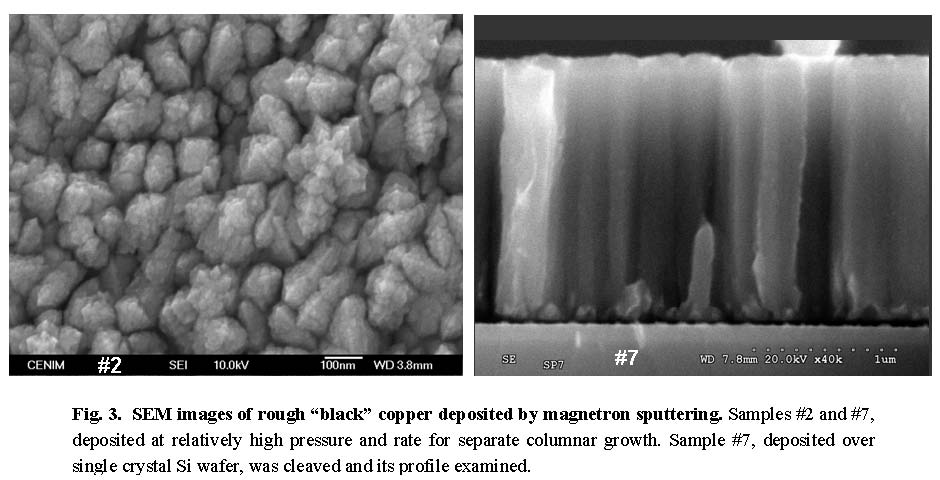 CENIM #2 SEI 10.0kV 100nm WD 3.8mm
SE SP7 #7 WD 7.8mm 20.0kV x40k 1um
Fig. 3. SEM images of rough “black” copper deposited by magnetron sputtering. Samples #2 and #7,
deposited at relatively high pressure and rate for separate columnar growth. Sample #7, deposited over
single crystal Si wafer, was cleaved and its profile examined.